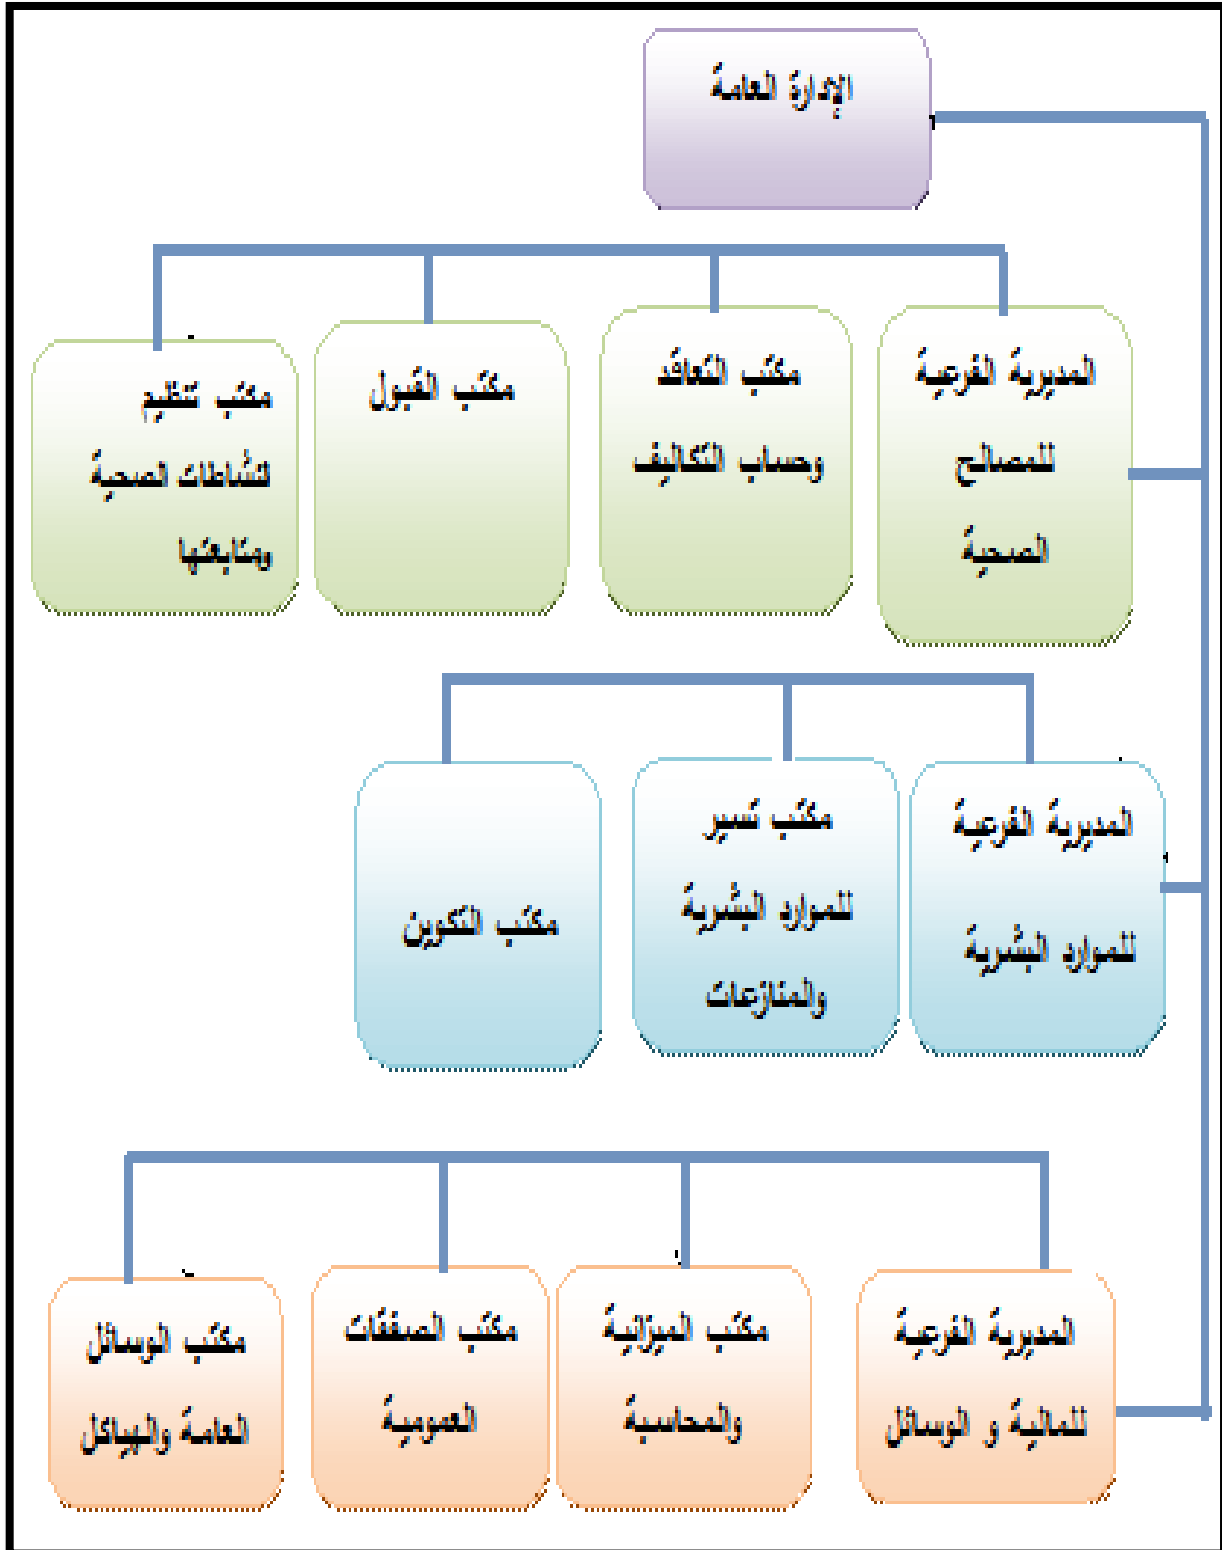 الإدارة العامة
المديرية الفرعية
للمصالح
الصحية
مكتب التعاقد
وحساب التكاليف
مكتب القبول
مكتب تنظيم
لنشاطات الصحية
ومتابعتها
المديرية الفرعية
للموارد البشرية
مكتب تسير
للموارد البشرية
والمنازعات
مكتب التكوين
المديرية الفرعية
للمالية و الوسائل
مكتب الميزانية
والمحاسبة
مكتب الصفقات
العمومية
مكتب الوسائل
العامة والهياكل